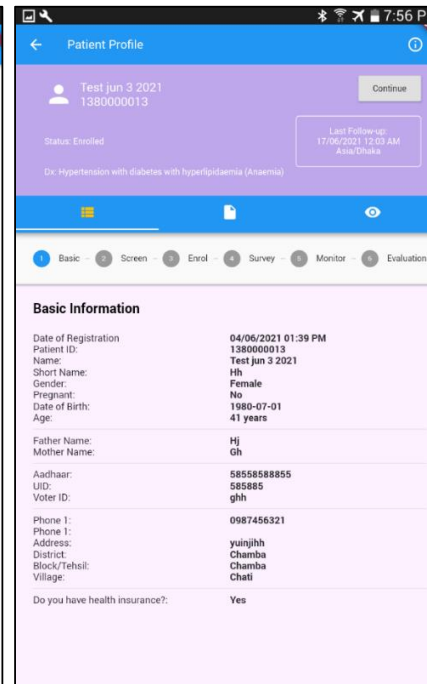 7:56 P
Patient Profile
Test jun 3 2021
1380000013
Continue
Status: Enrolled
Last Follow-up:
17/06/2021 12:03 AM
Asia/Dhaka
Dx: Hypertension with diabetes with hyperlipidaemia (Anaemia)
1 Basic - 2 Screen - 3 Enrol - 4 Survey - 5 Monitor - 6 Evaluation
Basic Information
Date of Registration 04/06/2021 01:39 PM
Patient ID: 1380000013
Name: Test jun 3 2021
Short Name: Hh
Gender: Female
Pregnant: No
Date of Birth: 1980-07-01
Age: 41 years
Father Name: Hj
Mother Name: Gh
Aadhaar: 58558588855
UID: 585885
Voter ID: ghh
Phone 1: 0987456321
Phone 1:
Address: yuinjihh
District: Chamba
Block/Tehsil: Chamba
Village: Chati
Do you have health insurance?: Yes